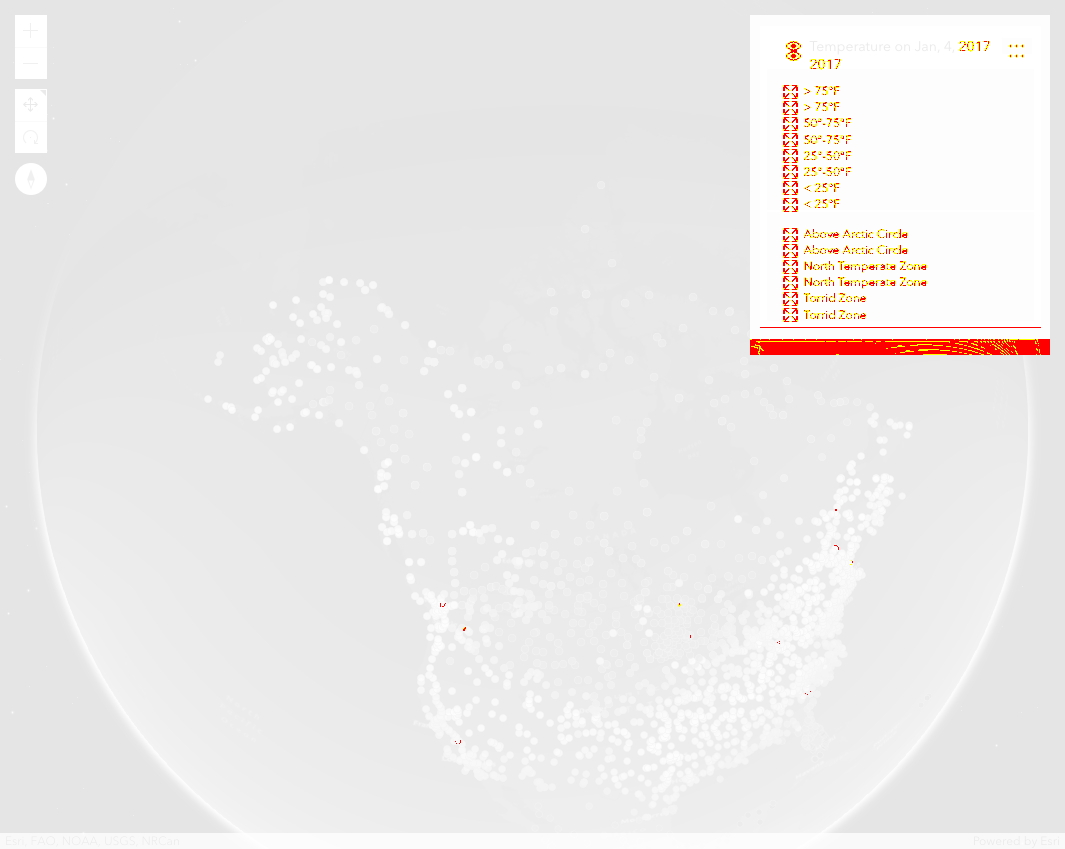 Temperature on Jan, 4, 2017
2017
> 75°F
> 75°F
50°-75°F
50°-75°F
25°-50°F
25°-50°F
< 25°F
< 25°F
Above Arctic Circle
Above Arctic Circle
North Temperate Zone
North Temperate Zone
Torrid Zone
Torrid Zone
Esri, FAO, NOAA, USGS, NRCan
Powered by Esri